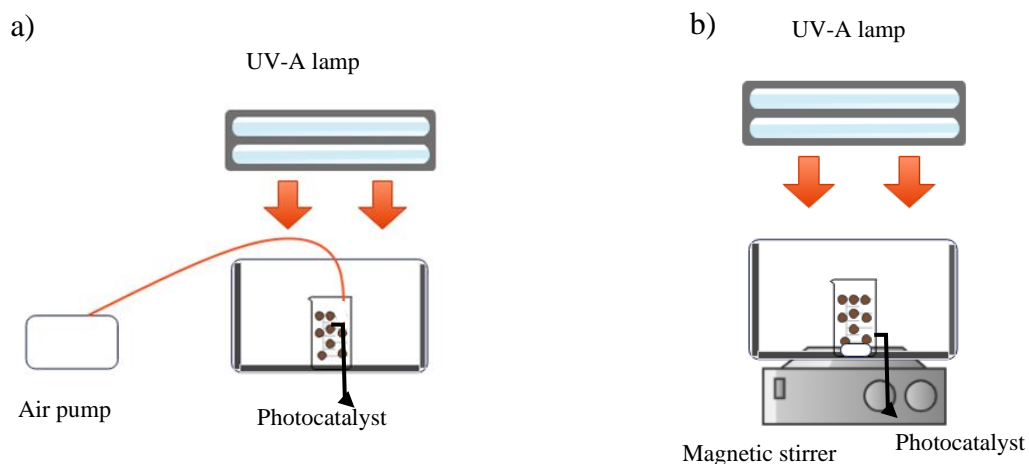 a)
UV-A lamp
Air pump
Photocatalyst
b)
UV-A lamp
Magnetic stirrer
Photocatalyst